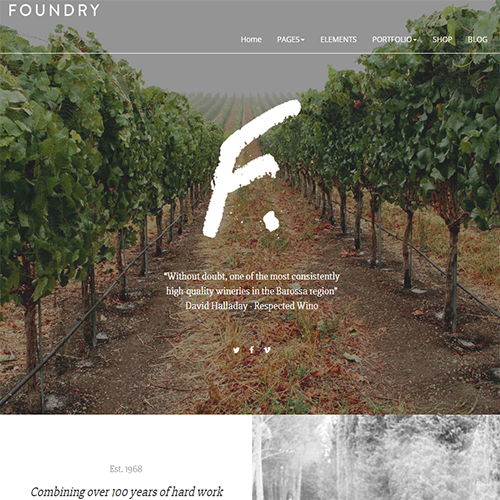 FOUNDRY
Home PAGES ELEMENTS PORTFOLIO SHOP BLOG
F.
"Without doubt, one of the most consistently
high-quality wineries in the Barossa region"
David Halladay - Respected Wino
Est. 1968
Combining over 100 years of hard work